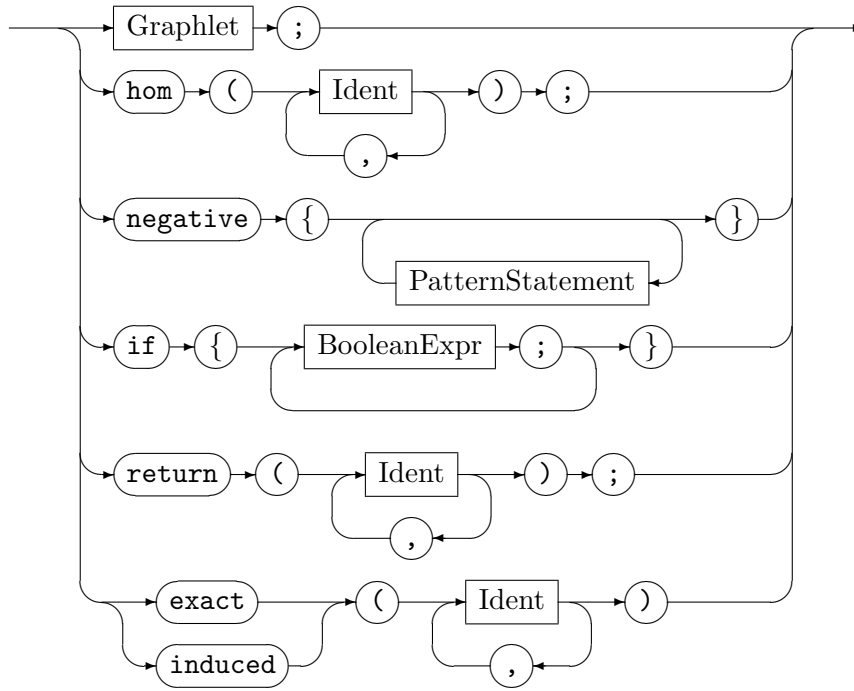 Graphlet ;
hom ( Ident ) ;
,
negative { }
PatternStatement
if { BooleanExpr ; }
return ( Ident ) ;
,
exact ( Ident )
induced ,